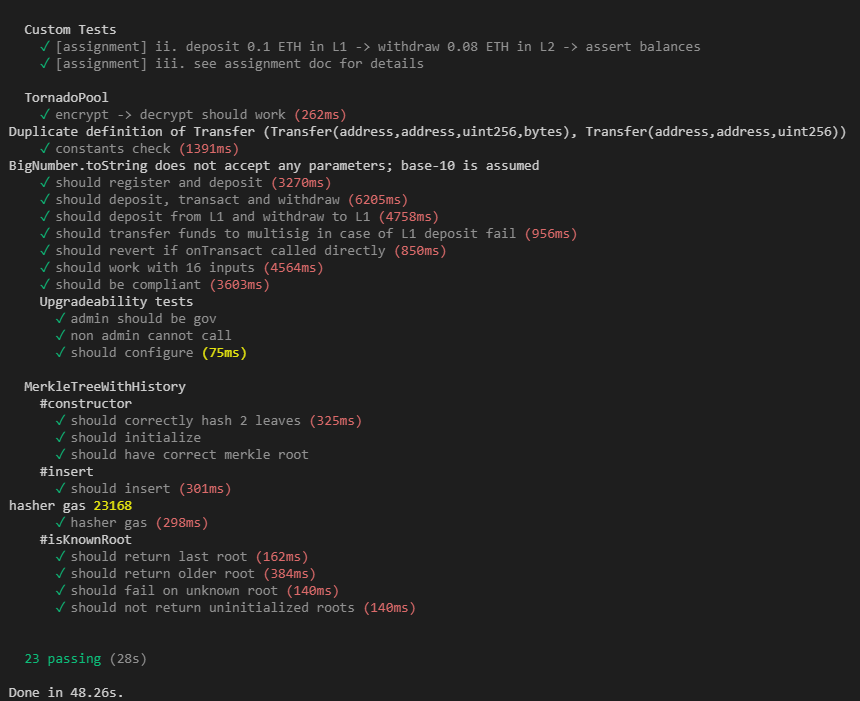 Custom Tests
✓ [assignment] ii. deposit 0.1 ETH in L1 -> withdraw 0.08 ETH in L2 -> assert balances
✓ [assignment] iii. see assignment doc for details
TornadoPool
✓ encrypt -> decrypt should work (262ms)
Duplicate definition of Transfer (Transfer(address,address,uint256,bytes), Transfer(address,address,uint256))
✓ constants check (1391ms)
BigNumber.toString does not accept any parameters; base-10 is assumed
✓ should register and deposit (3270ms)
✓ should deposit, transact and withdraw (6205ms)
✓ should deposit from L1 and withdraw to L1 (4758ms)
✓ should transfer funds to multisig in case of L1 deposit fail (956ms)
✓ should revert if onTransact called directly (850ms)
✓ should work with 16 inputs (4564ms)
✓ should be compliant (3603ms)
Upgradeability tests
✓ admin should be gov
✓ non admin cannot call
✓ should configure (75ms)
MerkleTreeWithHistory
#constructor
✓ should correctly hash 2 leaves (325ms)
✓ should initialize
✓ should have correct merkle root
#insert
✓ should insert (301ms)
hasher gas 23168
✓ hasher gas (298ms)
#isKnownRoot
✓ should return last root (162ms)
✓ should return older root (384ms)
✓ should fail on unknown root (140ms)
✓ should not return uninitialized roots (140ms)
23 passing (28s)
Done in 48.26s.